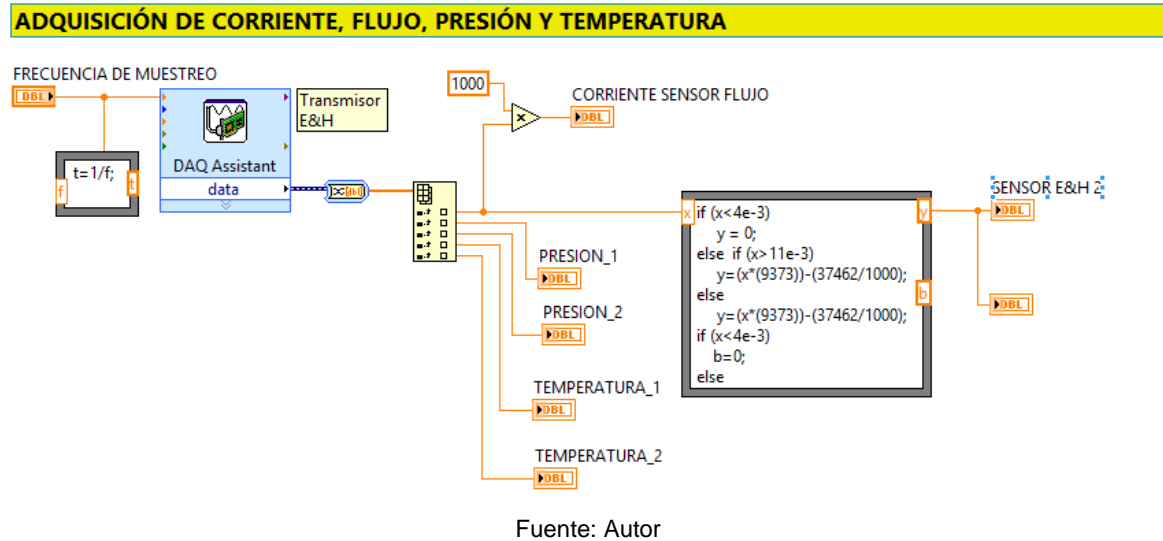 ADQUISICIÓN DE CORRIENTE, FLUJO, PRESIÓN Y TEMPERATURA
FRECUENCIA DE MUESTREO
DBL
t=1/f;
f
t
DAQ Assistant
data
Transmisor
E&H
1000
x
CORRIENTE SENSOR FLUJO
DBL
PRESION_1
DBL
PRESION_2
DBL
TEMPERATURA_1
DBL
TEMPERATURA_2
DBL
x
if (x<4e-3)
y = 0;
else if (x>11e-3)
y=(x*(9373))-(37462/1000);
else
y=(x*(9373))-(37462/1000);
if (x<4e-3)
b=0;
else
y
b
SENSOR E&H 2
DBL
DBL
Fuente: Autor